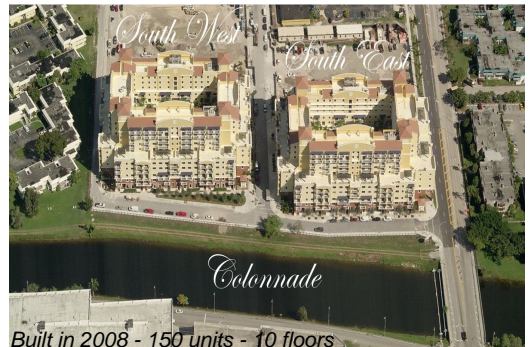 South West
South East
Colonnade
Built in 2008 - 150 units - 10 floors